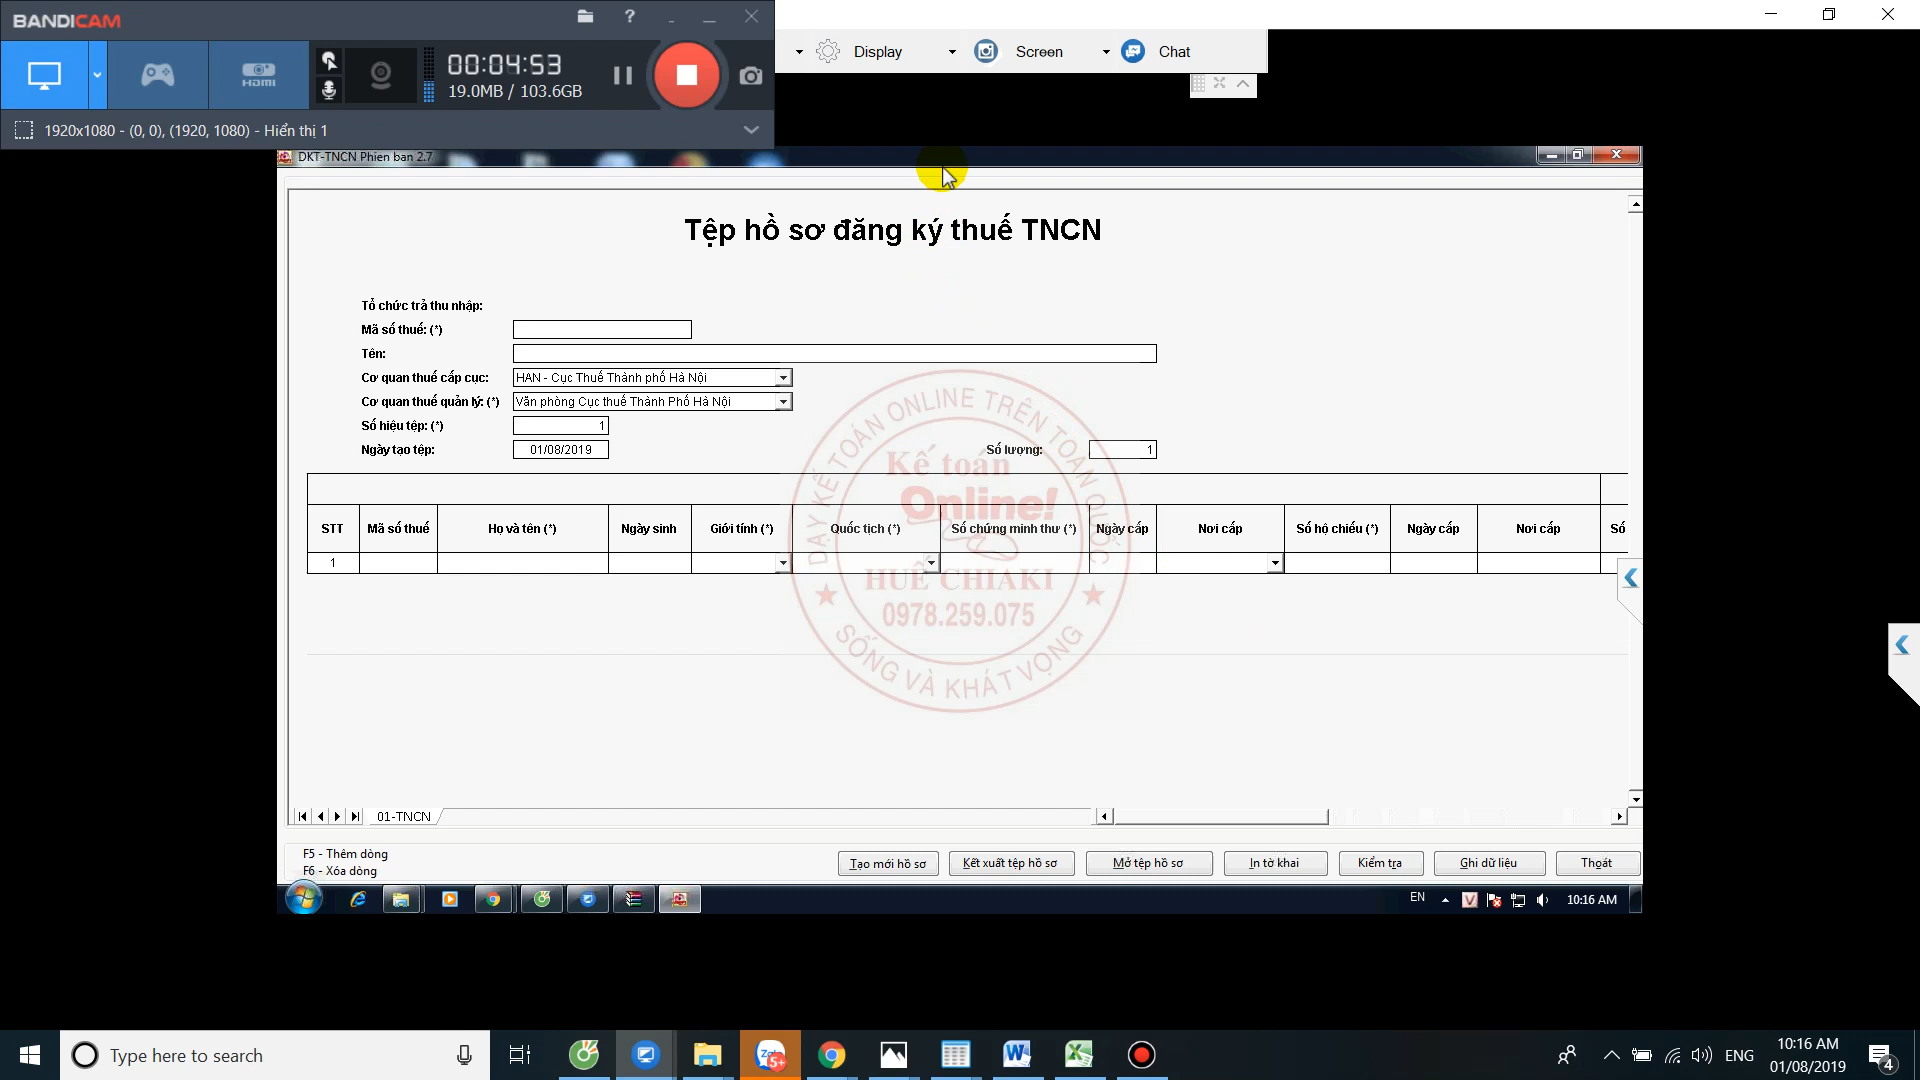 BANDICAM
?
HDMI
00:04:53
19.0MB / 103.6GB
1920x1080 - (0, 0), (1920, 1080) - Hiển thị 1
Display
Screen
Chat
DKT-TNCN Phien ban 2.7
Tệp hồ sơ đăng ký thuế TNCN
Tổ chức trả thu nhập:
Mã số thuế: (*)
Tên:
Cơ quan thuế cấp cục: HAN - Cục Thuế Thành phố Hà Nội
Cơ quan thuế quản lý: (*) Văn phòng Cục thuế Thành Phố Hà Nội
Số hiệu tệp: (*) 1
Ngày tạo tệp: 01/08/2019 Số lượng: 1
STT Mã số thuế Họ và tên (*) Ngày sinh Giới tính (*) Quốc tịch (*) Số chứng minh thư (*) Ngày cấp Nơi cấp Số hộ chiếu (*) Ngày cấp Nơi cấp Số
1
DẠY KẾ TOÁN ONLINE TRÊN TOÀN QUỐC
Kế toán
Online!
HUẾ CHIAKI
0978.259.075
SỐNG VÀ KHÁT VỌNG
01-TNCN
F5 - Thêm dòng
F6 - Xóa dòng
Tạo mới hồ sơ Kết xuất tệp hồ sơ Mở tệp hồ sơ In tờ khai Kiểm tra Ghi dữ liệu Thoát
EN 10:16 AM
Type here to search
5+
ENG
10:16 AM
01/08/2019
4